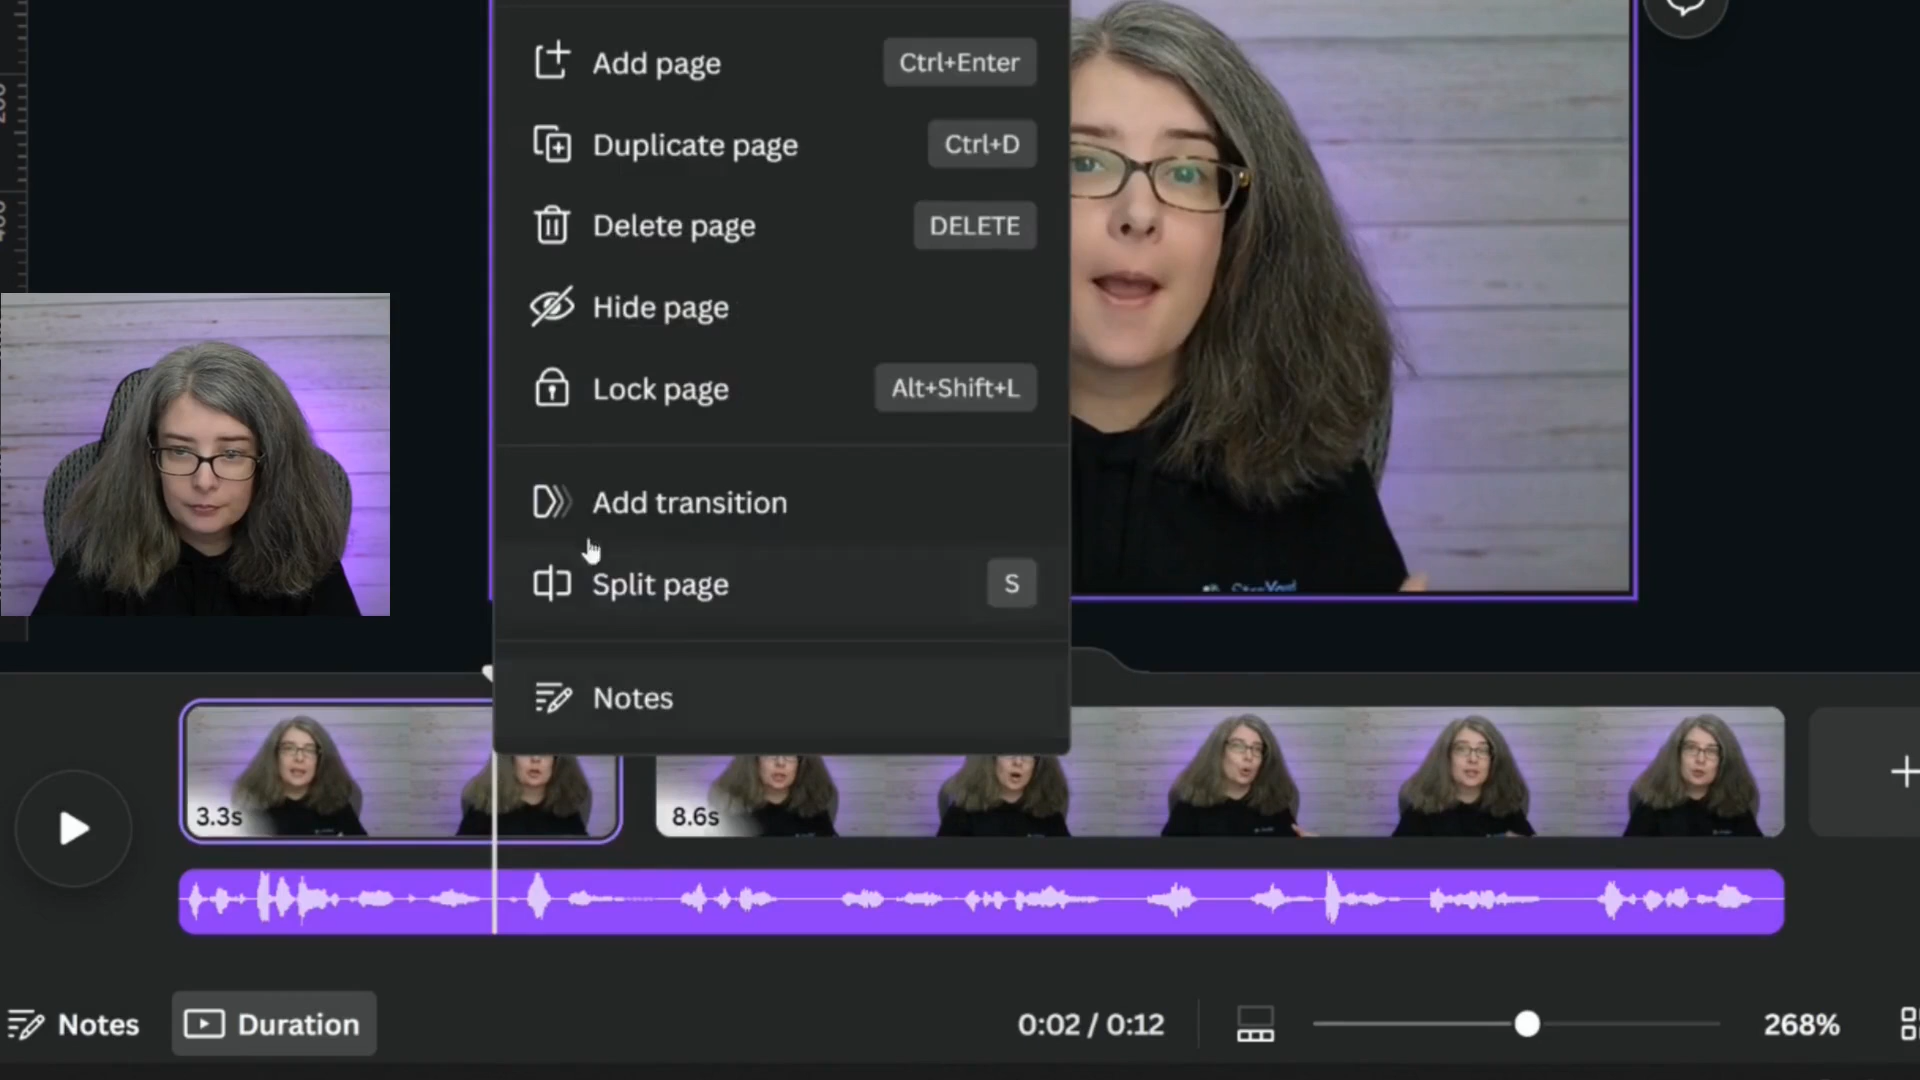 Add page Ctrl+Enter
Duplicate page Ctrl+D
Delete page DELETE
Hide page
Lock page Alt+Shift+L
Add transition
Split page S
Notes
3.3s 8.6s
Notes Duration 0:02 / 0:12 268%